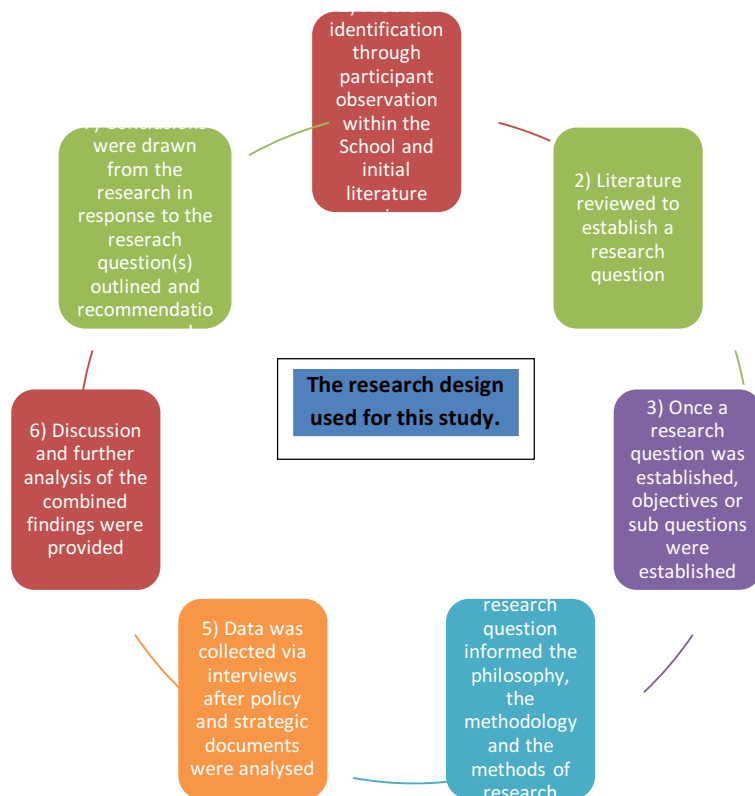 identification
through
participant
observation
within the
School and
initial
literature
2) Literature
reviewed to
establish a
research
question
3) Once a
research
question was
established,
objectives or
sub questions
were
established
research
question
informed the
philosophy,
the
methodology
and the
methods of
research
5) Data was
collected via
interviews
after policy
and strategic
documents
were analysed
6) Discussion
and further
analysis of the
combined
findings were
provided
7) Conclusions
were drawn
from the
research in
response to the
reserach
question(s)
outlined and
recommendatio
The research design
used for this study.